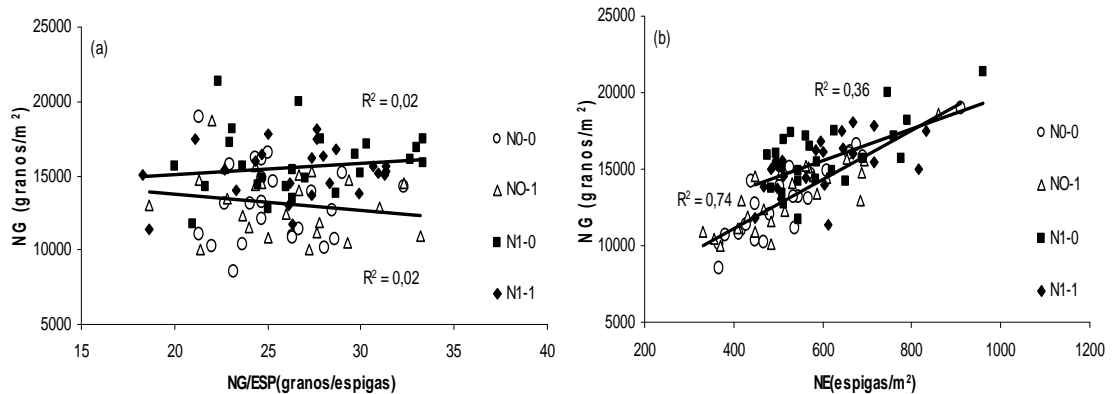 (a)
NG (granos/m²)
25000
20000
15000
10000
5000
15 20 25 30 35 40
NG/ESP(granos/espigas)
R² = 0,02
R² = 0,02
N0-0
NO-1
N1-0
N1-1
(b)
NG (granos/m²)
25000
20000
15000
10000
5000
200 400 600 800 1000 1200
NE(espigas/m²)
R² = 0,36
R² = 0,74
N0-0
NO-1
N1-0
N1-1